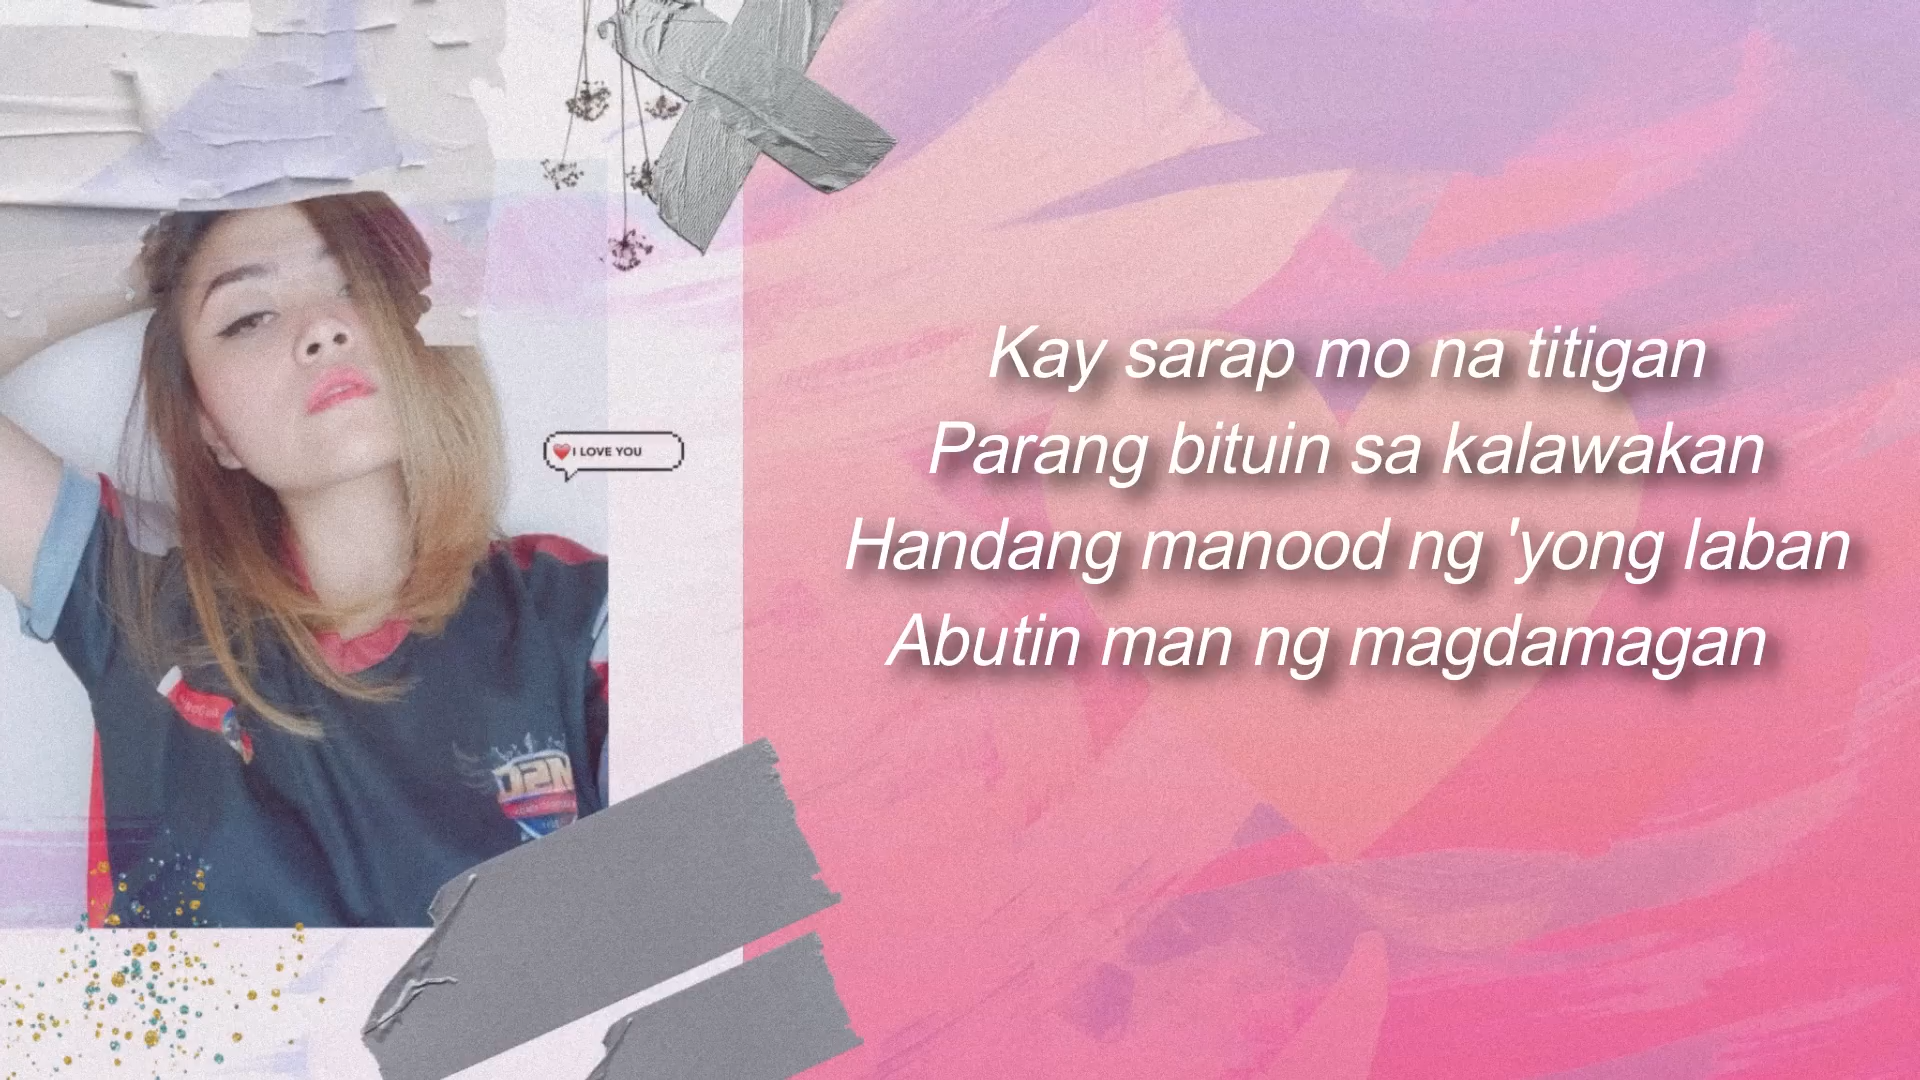 I LOVE YOU
Kay sarap mo na titigan
Parang bituin sa kalawakan
Handang manood ng 'yong laban
Abutin man ng magdamagan